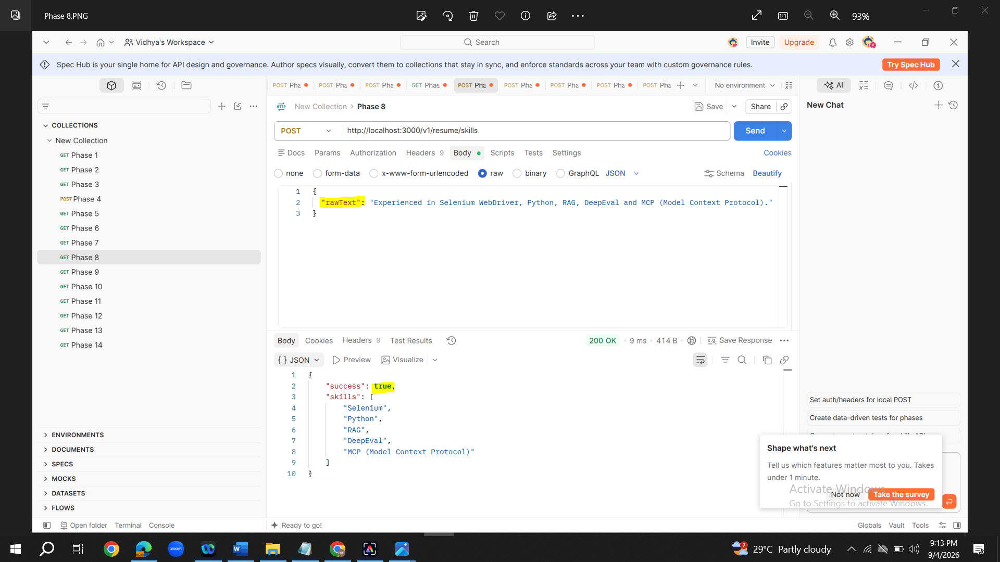 Phase 8.PNG
93%
Vidhya's Workspace
Search
Invite
Upgrade
Spec Hub is your single home for API design and governance. Author specs visually, convert them to collections that stay in sync, and enforce standards across your team with custom governance rules.
Try Spec Hub
POST Pha
POST Pha
POST Pha
GET Phas
POST Pha
POST Pha
POST Pha
POST Pha
POST Pha
No environment
AI
New Collection > Phase 8
Save
Share
New Chat
COLLECTIONS
New Collection
GET Phase 1
GET Phase 2
GET Phase 3
POST Phase 4
GET Phase 5
GET Phase 6
GET Phase 7
GET Phase 8
GET Phase 9
GET Phase 10
GET Phase 11
GET Phase 12
GET Phase 13
GET Phase 14
ENVIRONMENTS
DOCUMENTS
SPECS
MOCKS
DATASETS
FLOWS
HTTP
POST
http://localhost:3000/v1/resume/skills
Send
Docs Params Authorization Headers 9 Body Scripts Tests Settings
Cookies
none form-data x-www-form-urlencoded raw binary GraphQL JSON
Schema Beautify
1 {
2 "rawText": "Experienced in Selenium WebDriver, Python, RAG, DeepEval and MCP (Model Context Protocol)."
3 }
Body Cookies Headers 9 Test Results
200 OK • 9 ms • 414 B
e.g. Save Response
{} JSON Preview Visualize
1 {
2 "success": true,
3 "skills": [
4 "Selenium",
5 "Python",
6 "RAG",
7 "DeepEval",
8 "MCP (Model Context Protocol)"
9 ]
10 }
Set auth/headers for local POST
Create data-driven tests for phases
Shape what's next
Tell us which features matter most to you. Takes
under 1 minute.
Not now
Take the survey
Activate Windows
Go to Settings to activate Windows.
Open folder Terminal Console
Ready to go!
Globals Vault Tools
zoom
am
7
29°C Partly cloudy
9:13 PM
9/4/2026